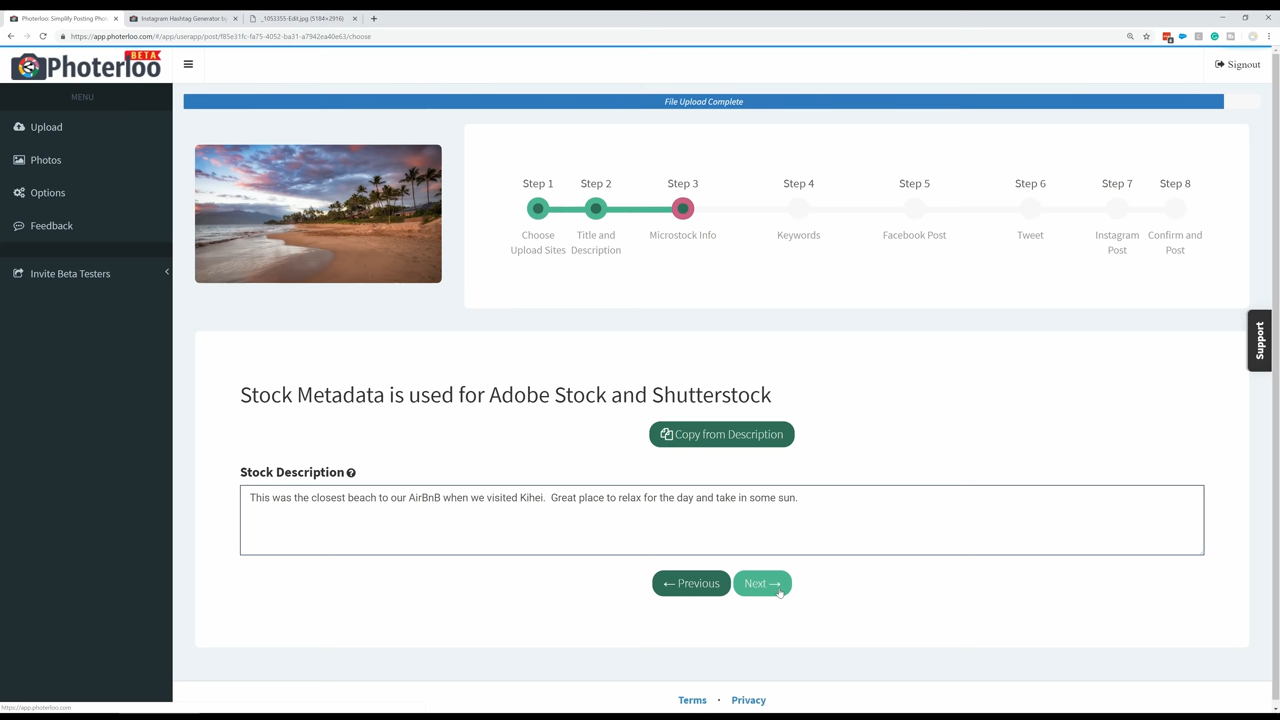 Photerloo: Simplify Posting Phot
Instagram Hashtag Generator by
_1053355-Edit.jpg (5184×2916)
https://app.photerloo.com/#/app/userapp/post/f85e31fc-fa75-4052-ba31-a7942ea40e63/choose
Photerloo
BETA
Signout
MENU
File Upload Complete
Upload
Photos
Options
Feedback
Invite Beta Testers
Step 1
Step 2
Step 3
Step 4
Step 5
Step 6
Step 7
Step 8
Choose
Upload Sites
Title and
Description
Microstock Info
Keywords
Facebook Post
Tweet
Instagram
Post
Confirm and
Post
Support
Stock Metadata is used for Adobe Stock and Shutterstock
Copy from Description
Stock Description
This was the closest beach to our AirBnB when we visited Kihei.  Great place to relax for the day and take in some sun.
← Previous
Next →
Terms · Privacy
https://app.photerloo.com